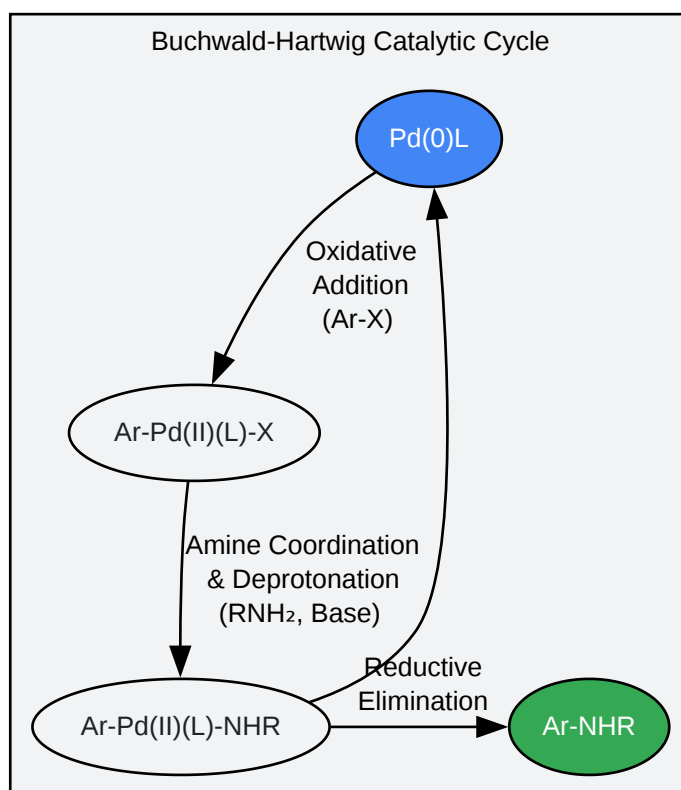 Buchwald-Hartwig Catalytic Cycle
Pd(0)L
Oxidative
Addition
(Ar-X)
Ar-Pd(II)(L)-X
Amine Coordination
& Deprotonation
(RNH₂, Base)
Reductive
Elimination
Ar-Pd(II)(L)-NHR
Ar-NHR